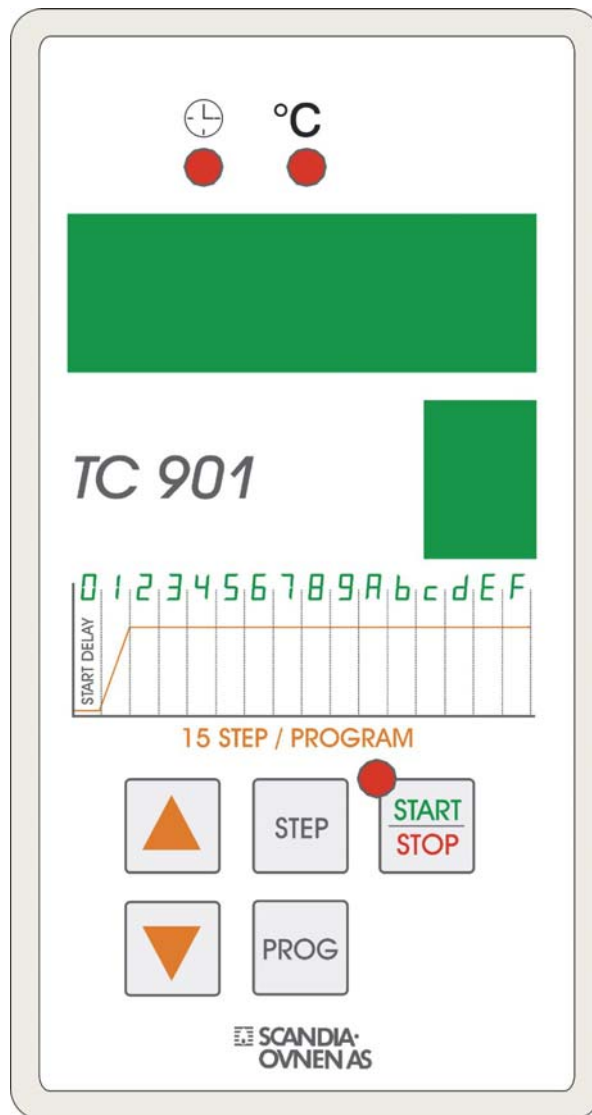 °C
TC 901
0 1 2 3 4 5 6 7 8 9 A b c d E F
START DELAY
15 STEP / PROGRAM
STEP
START
STOP
PROG
SCANDIA·
OVNEN AS